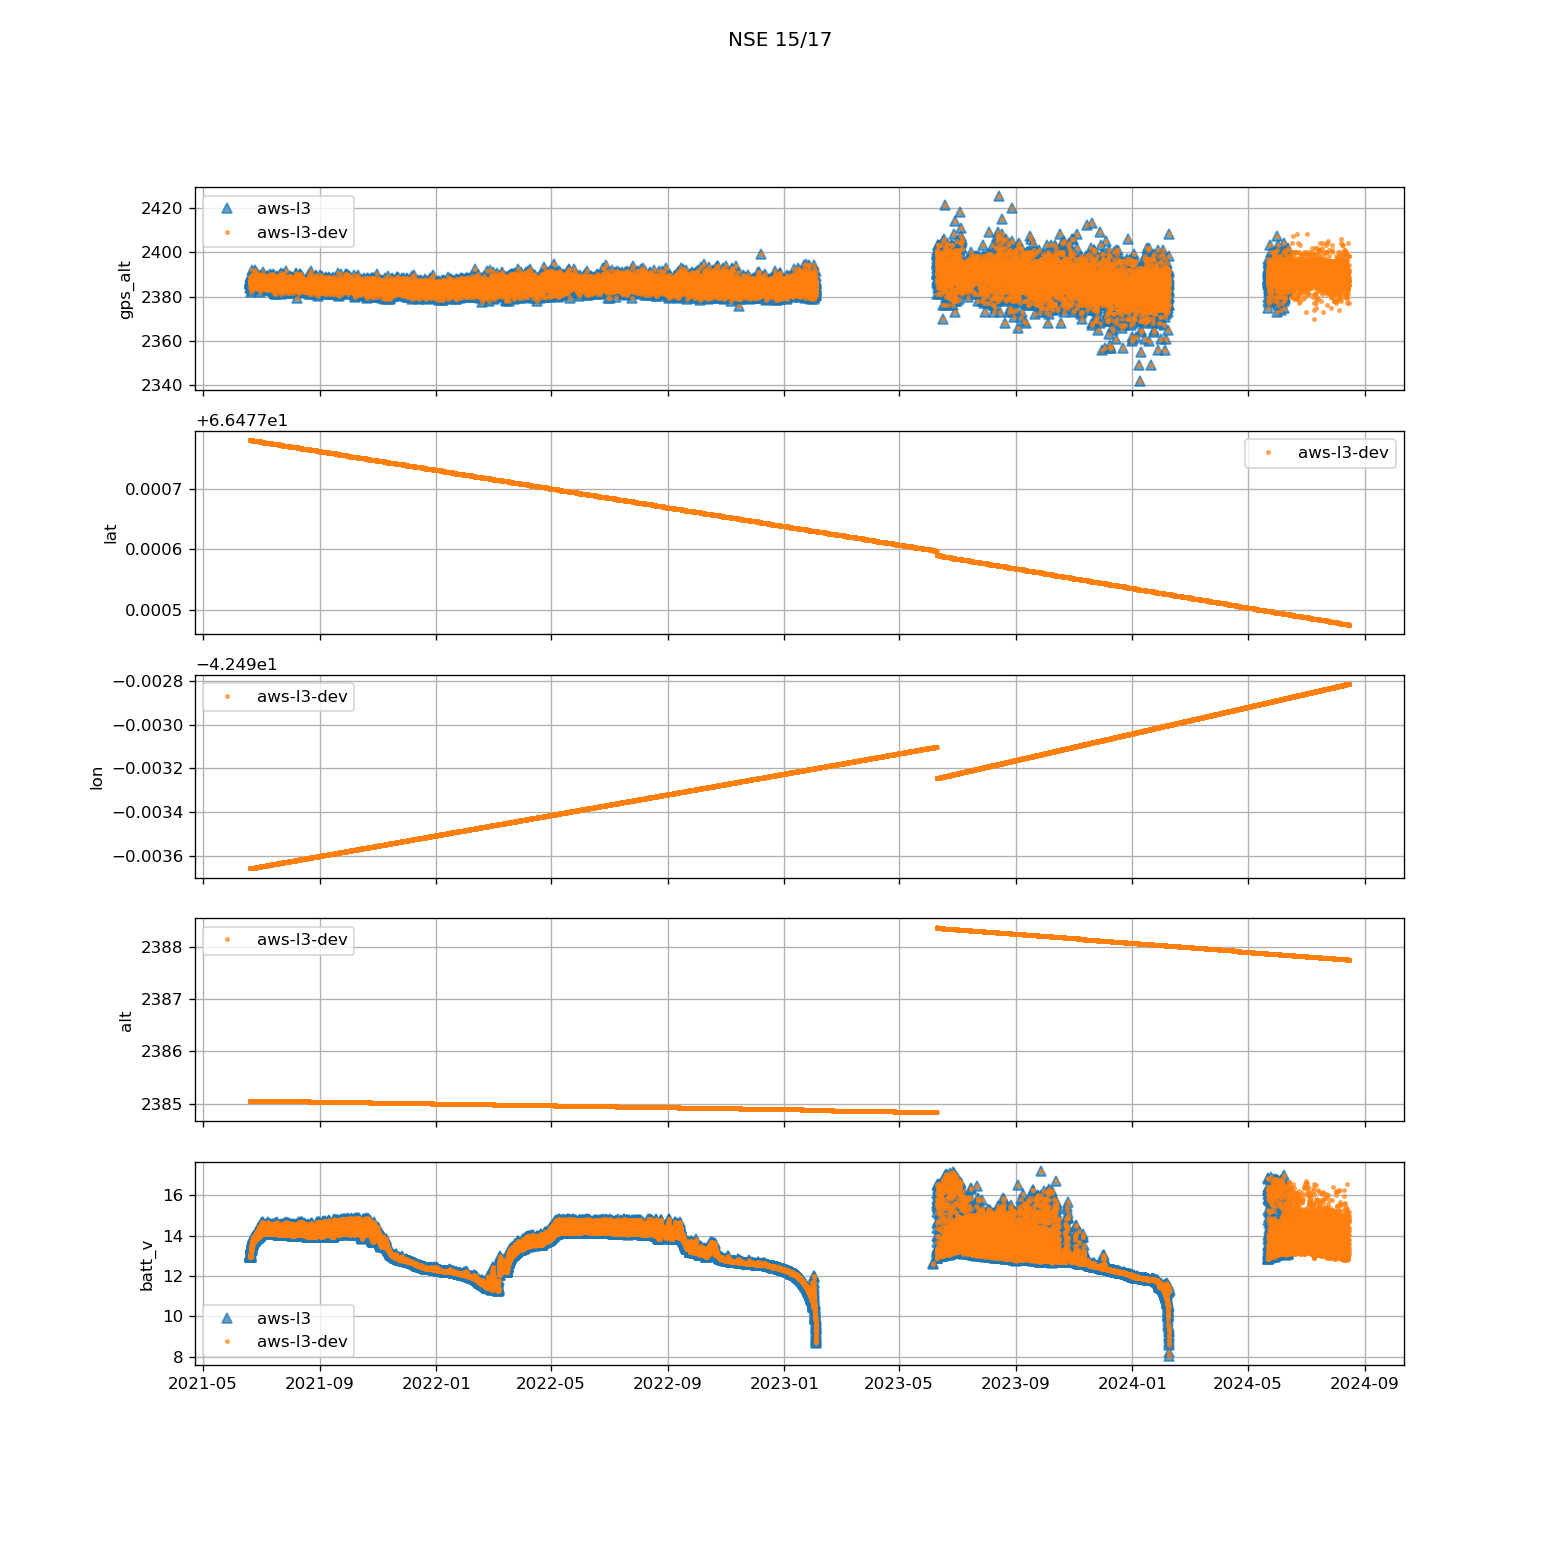 NSE 15/17
gps_alt
2420
2400
2380
2360
2340
aws-l3
aws-l3-dev
+6.6477e1
lat
0.0007
0.0006
0.0005
aws-l3-dev
−4.249e1
lon
−0.0028
−0.0030
−0.0032
−0.0034
−0.0036
aws-l3-dev
alt
2388
2387
2386
2385
aws-l3-dev
batt_v
16
14
12
10
8
aws-l3
aws-l3-dev
2021-05 2021-09 2022-01 2022-05 2022-09 2023-01 2023-05 2023-09 2024-01 2024-05 2024-09